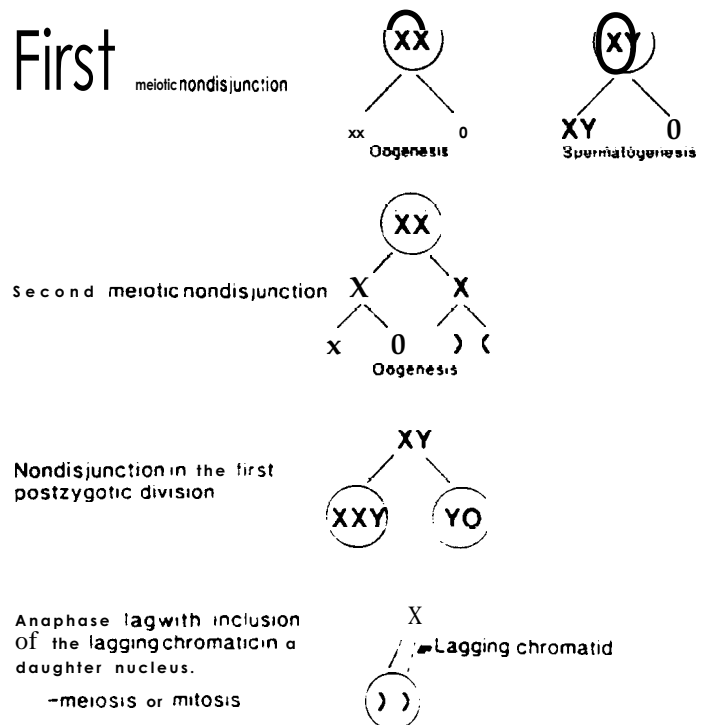 XX
XY
First meiotic nondisjunction
xx 0
XY 0
Oogenesis
Spermatogenesis
XX
Second meiotic nondisjunction X X
x 0
Oogenesis
XY
Nondisjunction in the first
postzygotic division
XXY YO
Anaphase lag with inclusion
of the lagging chromatid in a
daughter nucleus.
-meiosis or mitosis
X
Lagging chromatid